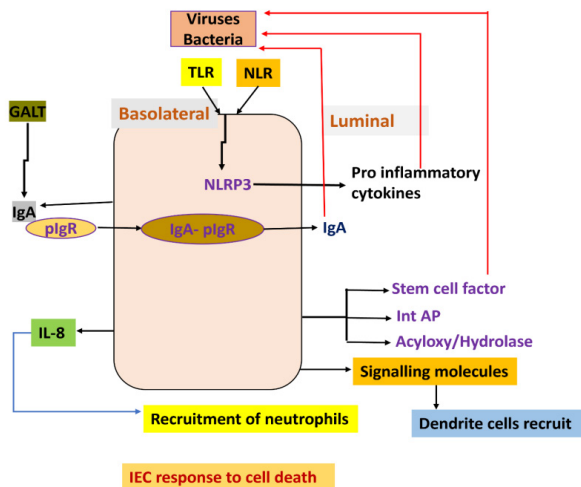 Viruses
Bacteria
TLR
NLR
GALT
Basolateral
Luminal
NLRP3
Pro inflammatory
cytokines
IgA
pIgR
IgA- pIgR
IgA
Stem cell factor
Int AP
Acyloxy/Hydrolase
IL-8
Signalling molecules
Recruitment of neutrophils
Dendrite cells recruit
IEC response to cell death